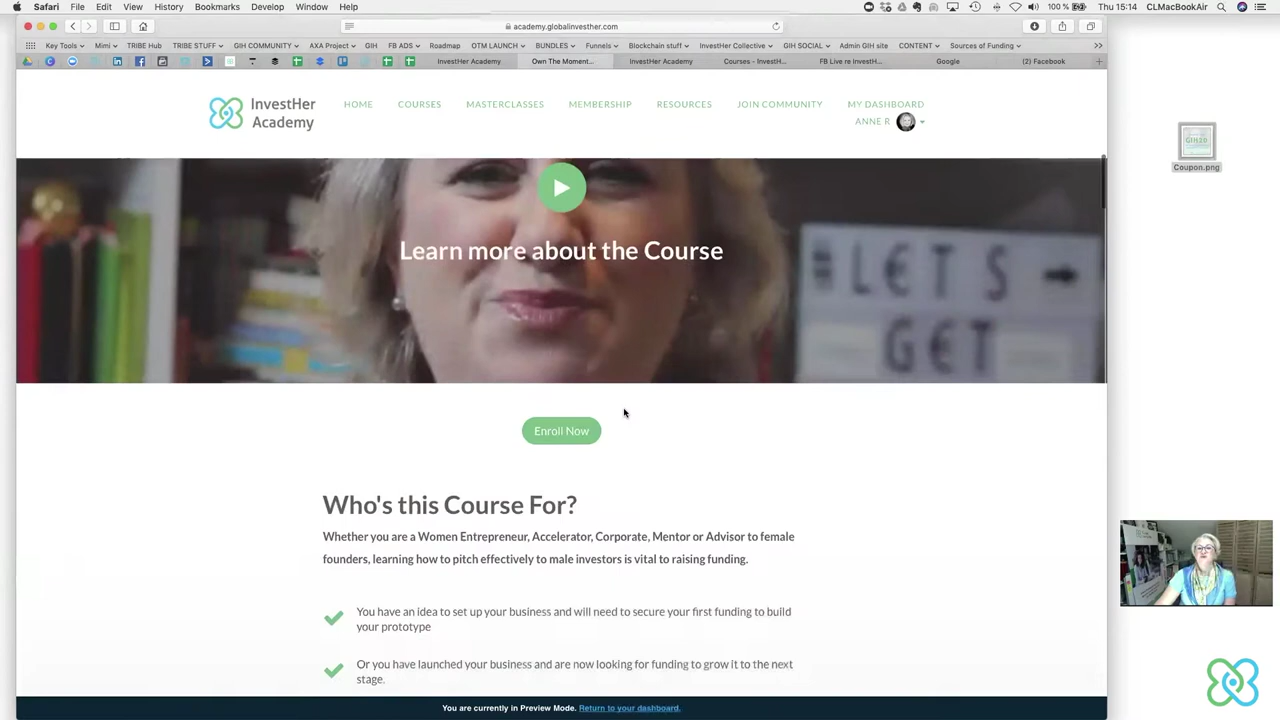 Safari File Edit View History Bookmarks Develop Window Help
100 % Thu 15:14 CLMacBookAir
academy.globalinvesther.com
Key Tools Mimi TRIBE Hub TRIBE STUFF GIH COMMUNITY AXA Project GIH FB ADS Roadmap OTM LAUNCH BUNDLES Funnels Blockchain stuff InvestHer Collective GIH SOCIAL Admin GIH site CONTENT Sources of Funding
InvestHer Academy Own The Moment... InvestHer Academy Courses - InvestH... FB Live re InvestH... Google (2) Facebook
InvestHer
Academy
HOME COURSES MASTERCLASSES MEMBERSHIP RESOURCES JOIN COMMUNITY MY DASHBOARD
ANNE R
Coupon.png
Learn more about the Course
LET'S
GET
Enroll Now
Who's this Course For?
Whether you are a Women Entrepreneur, Accelerator, Corporate, Mentor or Advisor to female
founders, learning how to pitch effectively to male investors is vital to raising funding.
You have an idea to set up your business and will need to secure your first funding to build
your prototype
Or you have launched your business and are now looking for funding to grow it to the next
stage.
You are currently in Preview Mode. Return to your dashboard.